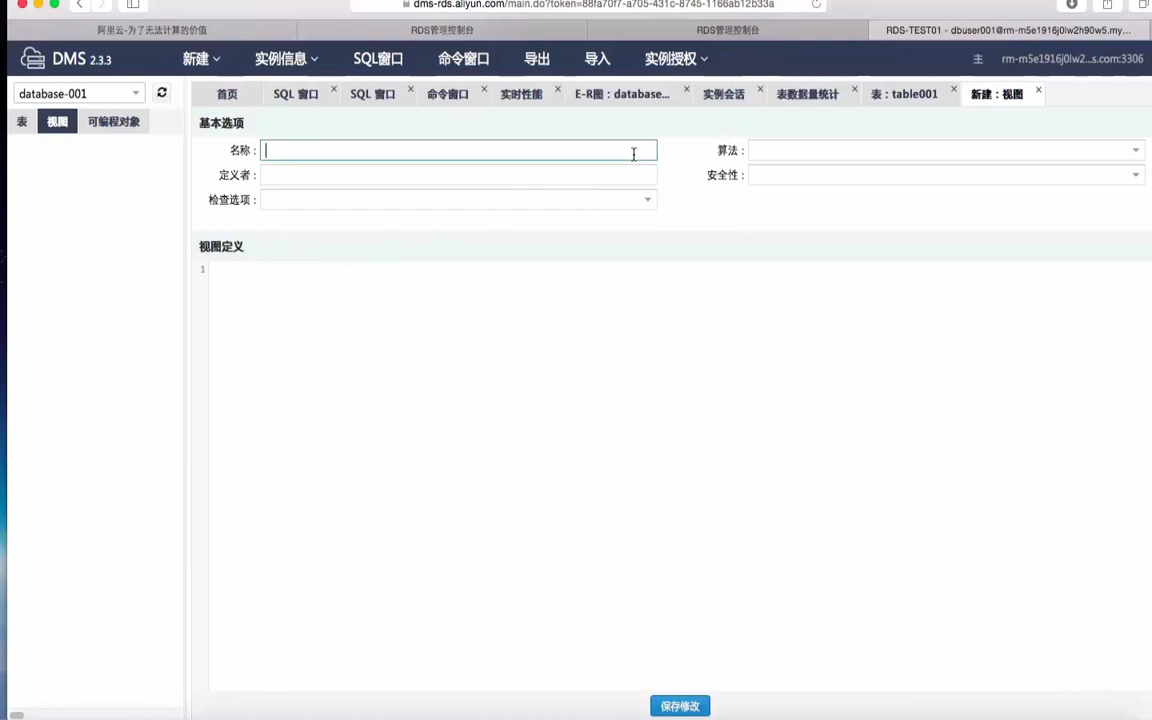 dms-rds.aliyun.com/main.do?token=88fa70f7-a705-431c-8745-1166ab12b33a
阿里云-为了无法计算的价值 RDS管理控制台 RDS管理控制台 RDS-TEST01 - dbuser001@rm-m5e1916j0lw2h90w5.my...
DMS 2.3.3 新建 实例信息 SQL窗口 命令窗口 导出 导入 实例授权 主 rm-m5e1916j0lw2...s.com:3306
database-001 首页 SQL 窗口 × SQL 窗口 × 命令窗口 × 实时性能 × E-R图：database... × 实例会话 × 表数据量统计 × 表：table001 × 新建：视图 ×
表 视图 可编程对象
基本选项
名称： 算法：
定义者： 安全性：
检查选项：
视图定义
1
保存修改